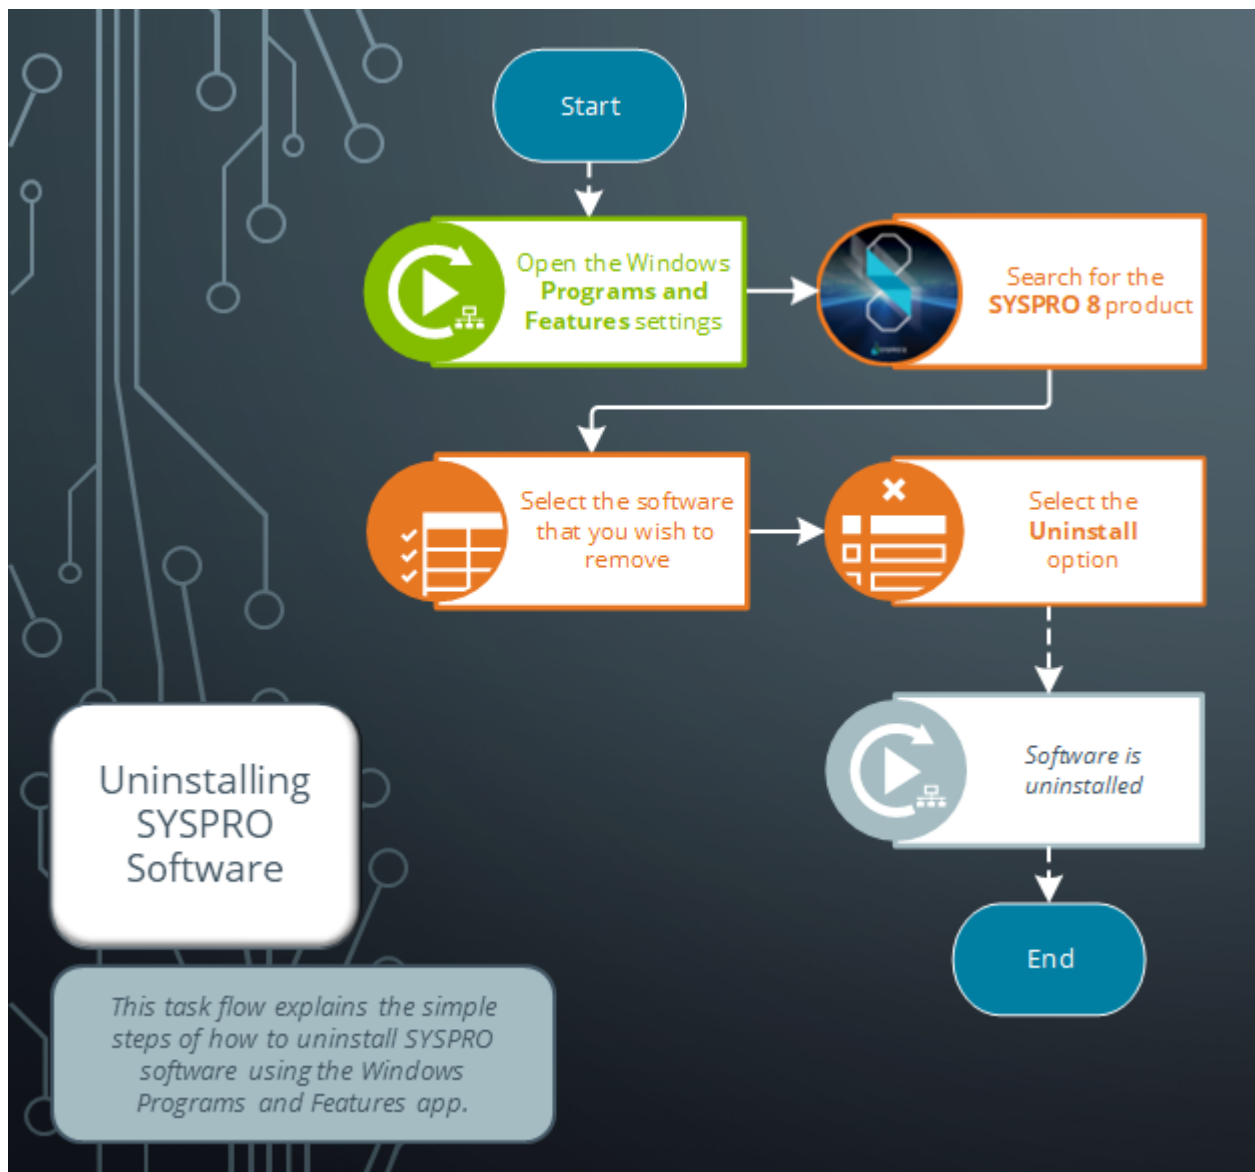 Start
Open the Windows
Programs and
Features settings
Search for the
SYSPRO 8 product
Select the software
that you wish to
remove
Select the
Uninstall
option
Software is
uninstalled
End
Uninstalling
SYSPRO
Software
This task flow explains the simple
steps of how to uninstall SYSPRO
software using the Windows
Programs and Features app.